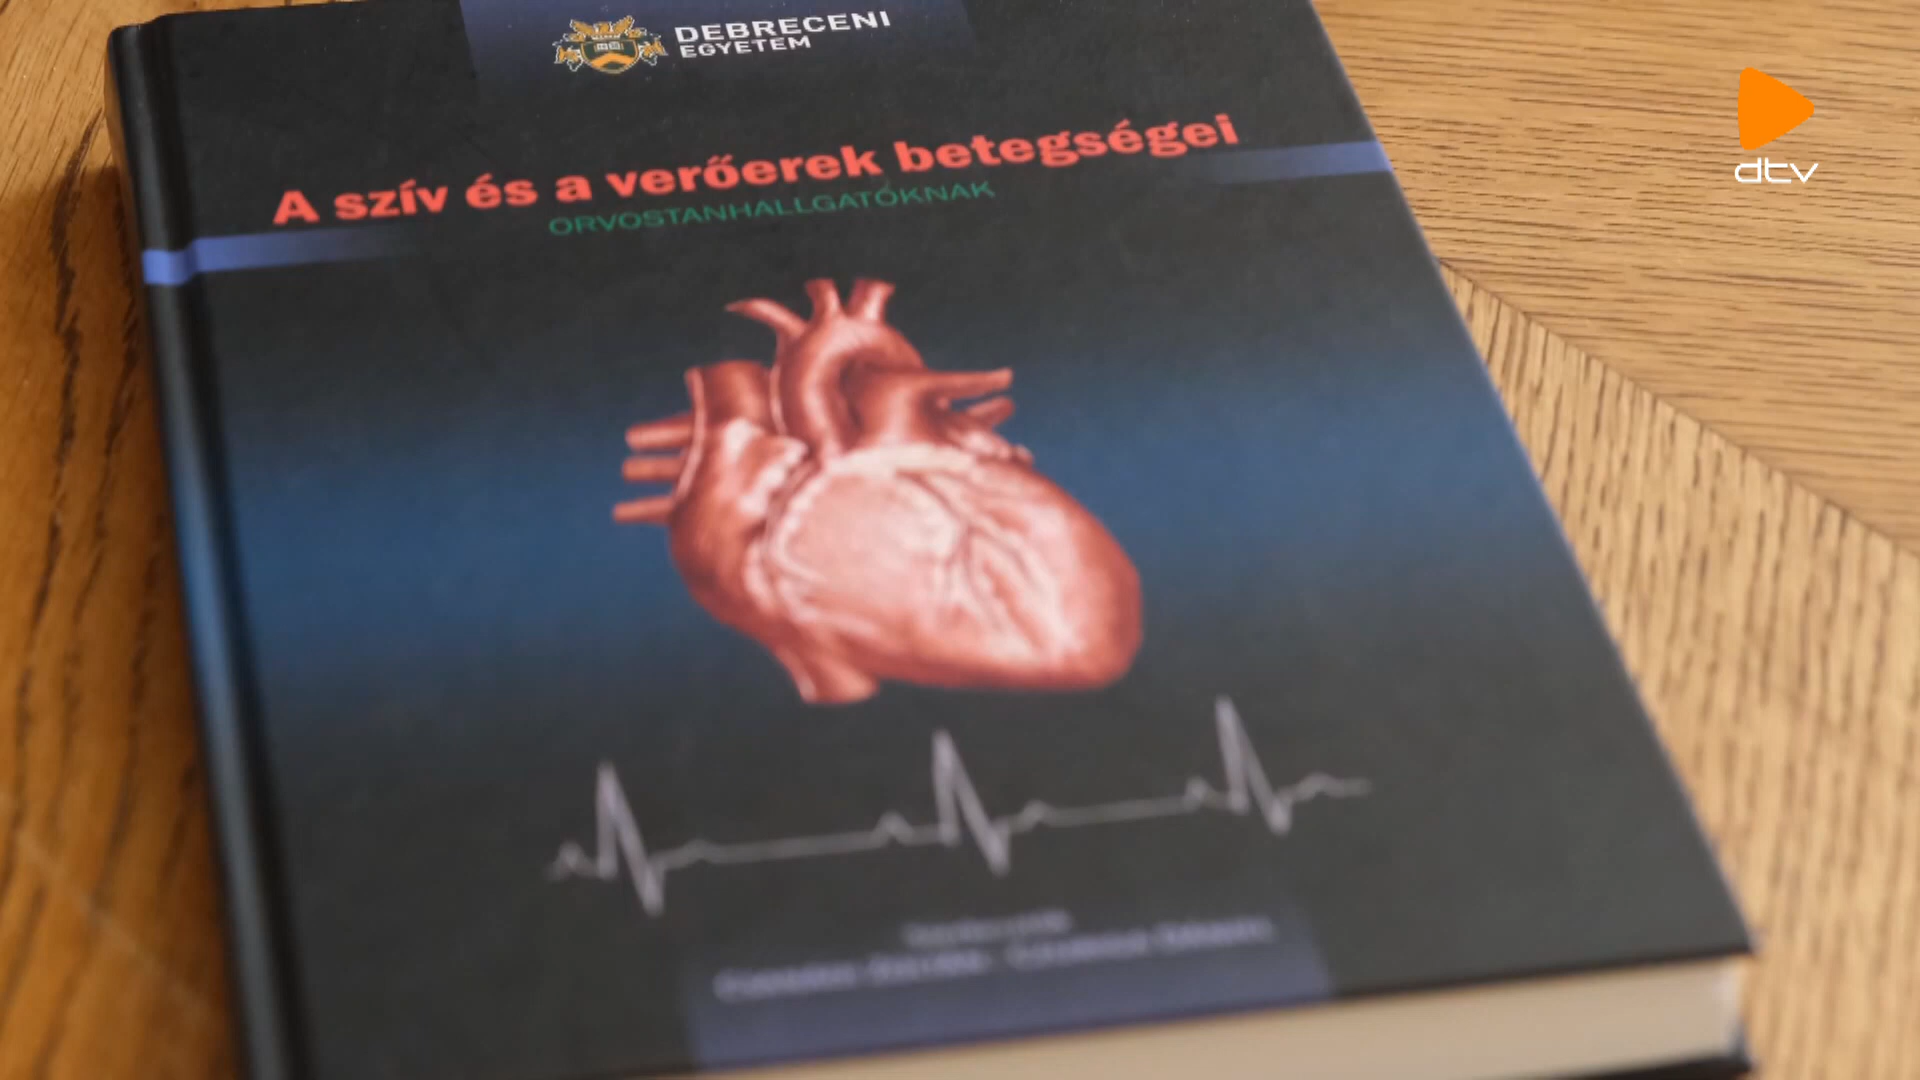 DEBRECENI
EGYETEM
dtv
A szív és a verőerek betegségei
ORVOSTANHALLGATÓKNAK